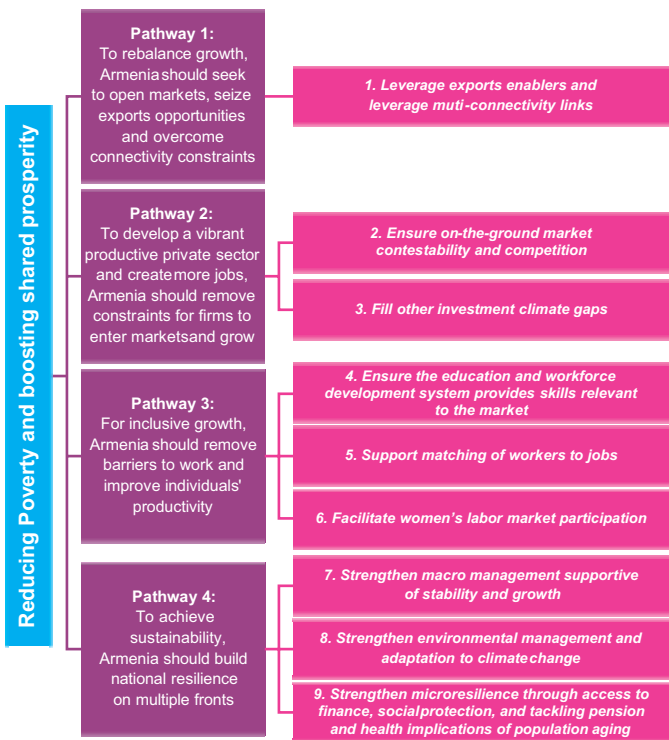 Reducing Poverty and boosting shared prosperity
Pathway 1:
To rebalance growth,
Armenia should seek
to open markets, seize
exports opportunities
and overcome
connectivity constraints
1. Leverage exports enablers and
leverage muti-connectivity links
Pathway 2:
To develop a vibrant
productive private sector
and create more jobs,
Armenia should remove
constraints for firms to
enter markets and grow
2. Ensure on-the-ground market
contestability and competition
3. Fill other investment climate gaps
Pathway 3:
For inclusive growth,
Armenia should remove
barriers to work and
improve individuals'
productivity
4. Ensure the education and workforce
development system provides skills relevant
to the market
5. Support matching of workers to jobs
6. Facilitate women's labor market participation
Pathway 4:
To achieve
sustainability,
Armenia should build
national resilience
on multiple fronts
7. Strengthen macro management supportive
of stability and growth
8. Strengthen environmental management and
adaptation to climate change
9. Strengthen microresilience through access to
finance, social protection, and tackling pension
and health implications of population aging